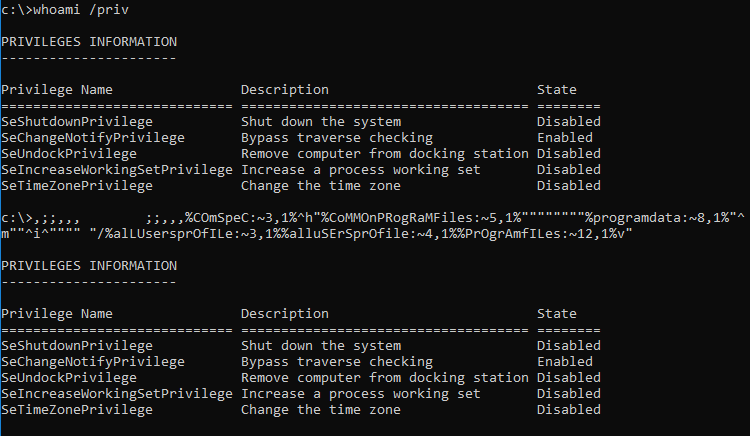 c:\>whoami /priv
PRIVILEGES INFORMATION
----------------------
Privilege Name                Description                          State
============================= ==================================== ========
SeShutdownPrivilege           Shut down the system                 Disabled
SeChangeNotifyPrivilege       Bypass traverse checking             Enabled
SeUndockPrivilege             Remove computer from docking station Disabled
SeIncreaseWorkingSetPrivilege Increase a process working set       Disabled
SeTimeZonePrivilege           Change the time zone                 Disabled
c:\>,;;,,,        ;;,,,%COmSpeC:~3,1%^h"%CoMMOnPRogRaMFiles:~5,1%""""""""%programdata:~8,1%"^
m""^i^"""" "/%alLUsersprOfILe:~3,1%%alluSErSprOfile:~4,1%%PrOgrAmfILes:~12,1%v"
PRIVILEGES INFORMATION
----------------------
Privilege Name                Description                          State
============================= ==================================== ========
SeShutdownPrivilege           Shut down the system                 Disabled
SeChangeNotifyPrivilege       Bypass traverse checking             Enabled
SeUndockPrivilege             Remove computer from docking station Disabled
SeIncreaseWorkingSetPrivilege Increase a process working set       Disabled
SeTimeZonePrivilege           Change the time zone                 Disabled